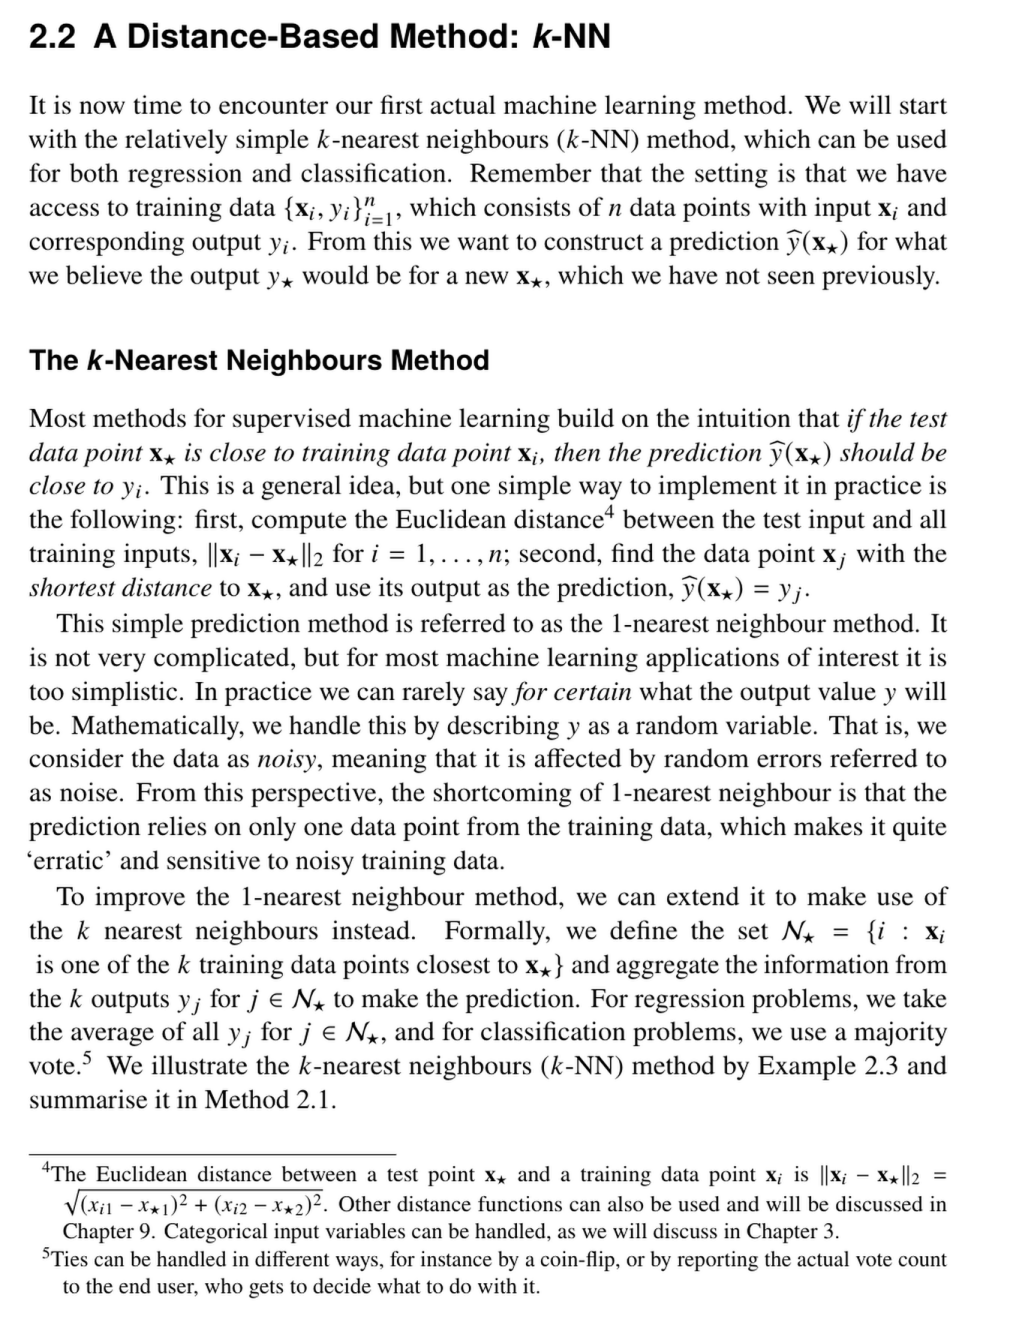 2.2 A Distance-Based Method: k-NN
It is now time to encounter our first actual machine learning method. We will start
with the relatively simple k-nearest neighbours (k-NN) method, which can be used
for both regression and classification. Remember that the setting is that we have
access to training data {𝐱ᵢ, yᵢ}ⁿᵢ₌₁, which consists of n data points with input 𝐱ᵢ and
corresponding output yᵢ. From this we want to construct a prediction ŷ(𝐱⋆) for what
we believe the output y⋆ would be for a new 𝐱⋆, which we have not seen previously.
The k-Nearest Neighbours Method
Most methods for supervised machine learning build on the intuition that if the test
data point 𝐱⋆ is close to training data point 𝐱ᵢ, then the prediction ŷ(𝐱⋆) should be
close to yᵢ. This is a general idea, but one simple way to implement it in practice is
the following: first, compute the Euclidean distance⁴ between the test input and all
training inputs, ‖𝐱ᵢ − 𝐱⋆‖₂ for i = 1, . . . , n; second, find the data point 𝐱ⱼ with the
shortest distance to 𝐱⋆, and use its output as the prediction, ŷ(𝐱⋆) = yⱼ.
This simple prediction method is referred to as the 1-nearest neighbour method. It
is not very complicated, but for most machine learning applications of interest it is
too simplistic. In practice we can rarely say for certain what the output value y will
be. Mathematically, we handle this by describing y as a random variable. That is, we
consider the data as noisy, meaning that it is affected by random errors referred to
as noise. From this perspective, the shortcoming of 1-nearest neighbour is that the
prediction relies on only one data point from the training data, which makes it quite
‘erratic’ and sensitive to noisy training data.
To improve the 1-nearest neighbour method, we can extend it to make use of
the k nearest neighbours instead. Formally, we define the set 𝒩⋆ = {i : 𝐱ᵢ
is one of the k training data points closest to 𝐱⋆} and aggregate the information from
the k outputs yⱼ for j ∈ 𝒩⋆ to make the prediction. For regression problems, we take
the average of all yⱼ for j ∈ 𝒩⋆, and for classification problems, we use a majority
vote.⁵ We illustrate the k-nearest neighbours (k-NN) method by Example 2.3 and
summarise it in Method 2.1.
⁴The Euclidean distance between a test point 𝐱⋆ and a training data point 𝐱ᵢ is ‖𝐱ᵢ − 𝐱⋆‖₂ =
√(xᵢ₁ − x⋆₁)² + (xᵢ₂ − x⋆₂)². Other distance functions can also be used and will be discussed in
Chapter 9. Categorical input variables can be handled, as we will discuss in Chapter 3.
⁵Ties can be handled in different ways, for instance by a coin-flip, or by reporting the actual vote count
to the end user, who gets to decide what to do with it.